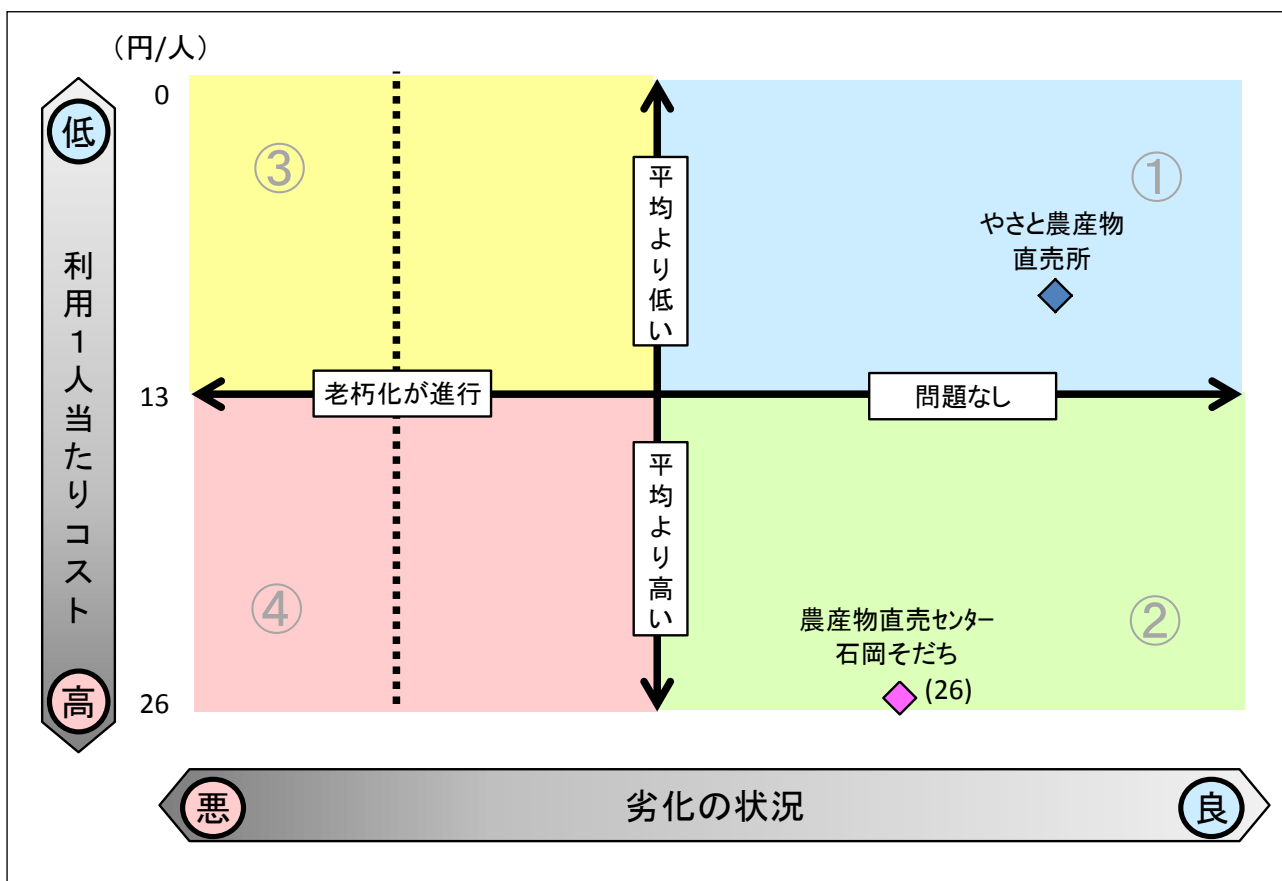 (円/人)
0
13
26
低
利用1人当たりコスト
高
③
①
平均より低い
やさと農産物
直売所
老朽化が進行
問題なし
平均より高い
④
②
農産物直売ｾﾝﾀｰ
石岡そだち
(26)
悪
劣化の状況
良